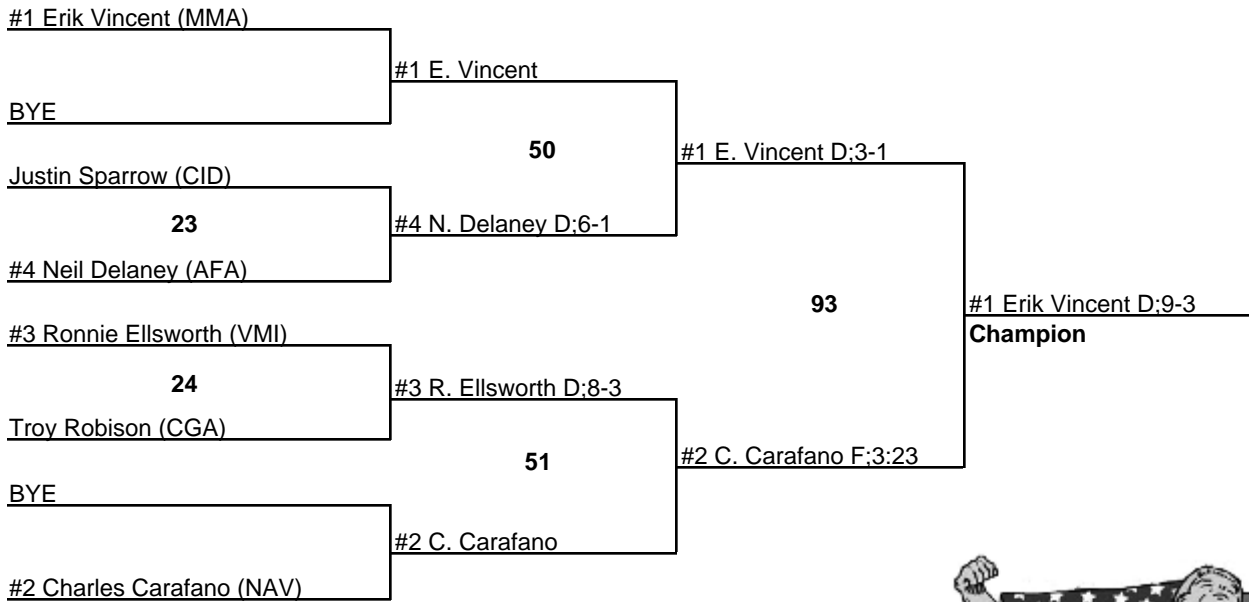 #1 Erik Vincent (MMA)
#1 E. Vincent
BYE
50
#1 E. Vincent D;3-1
Justin Sparrow (CID)
23
#4 N. Delaney D;6-1
#4 Neil Delaney (AFA)
93
#1 Erik Vincent D;9-3
Champion
#3 Ronnie Ellsworth (VMI)
24
#3 R. Ellsworth D;8-3
Troy Robison (CGA)
51
#2 C. Carafano F;3:23
BYE
#2 C. Carafano
#2 Charles Carafano (NAV)